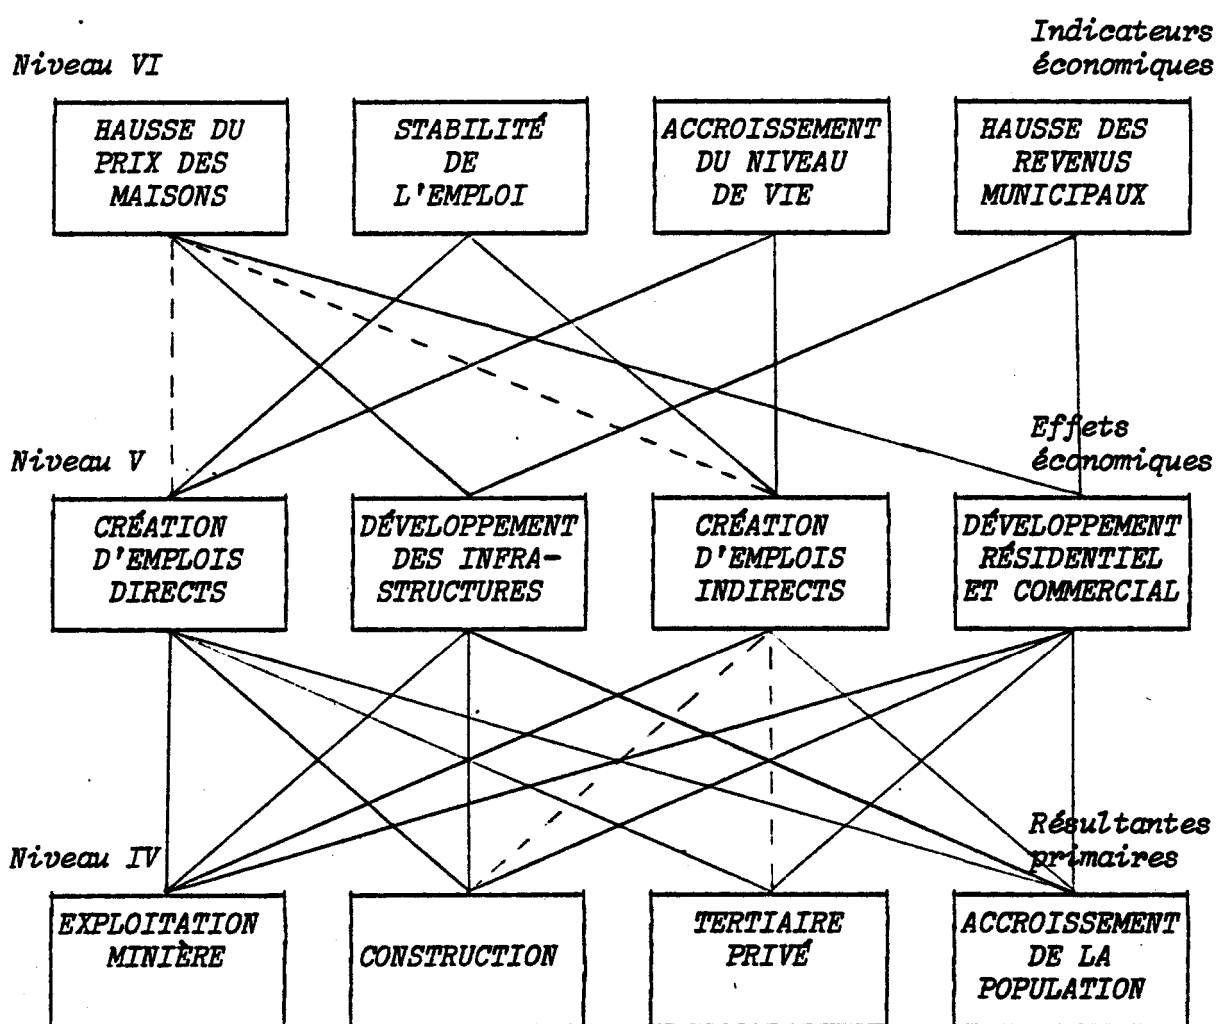 Indicateurs
économiques
Niveau VI
HAUSSE DU
PRIX DES
MAISONS
STABILITÉ
DE
L'EMPLOI
ACCROISSEMENT
DU NIVEAU
DE VIE
HAUSSE DES
REVENUS
MUNICIPAUX
Effets
économiques
Niveau V
CRÉATION
D'EMPLOIS
DIRECTS
DÉVELOPPEMENT
DES INFRA-
STRUCTURES
CRÉATION
D'EMPLOIS
INDIRECTS
DÉVELOPPEMENT
RÉSIDENTIEL
ET COMMERCIAL
Résultantes
primaires
Niveau IV
EXPLOITATION
MINIÈRE
CONSTRUCTION
TERTIAIRE
PRIVÉ
ACCROISSEMENT
DE LA
POPULATION